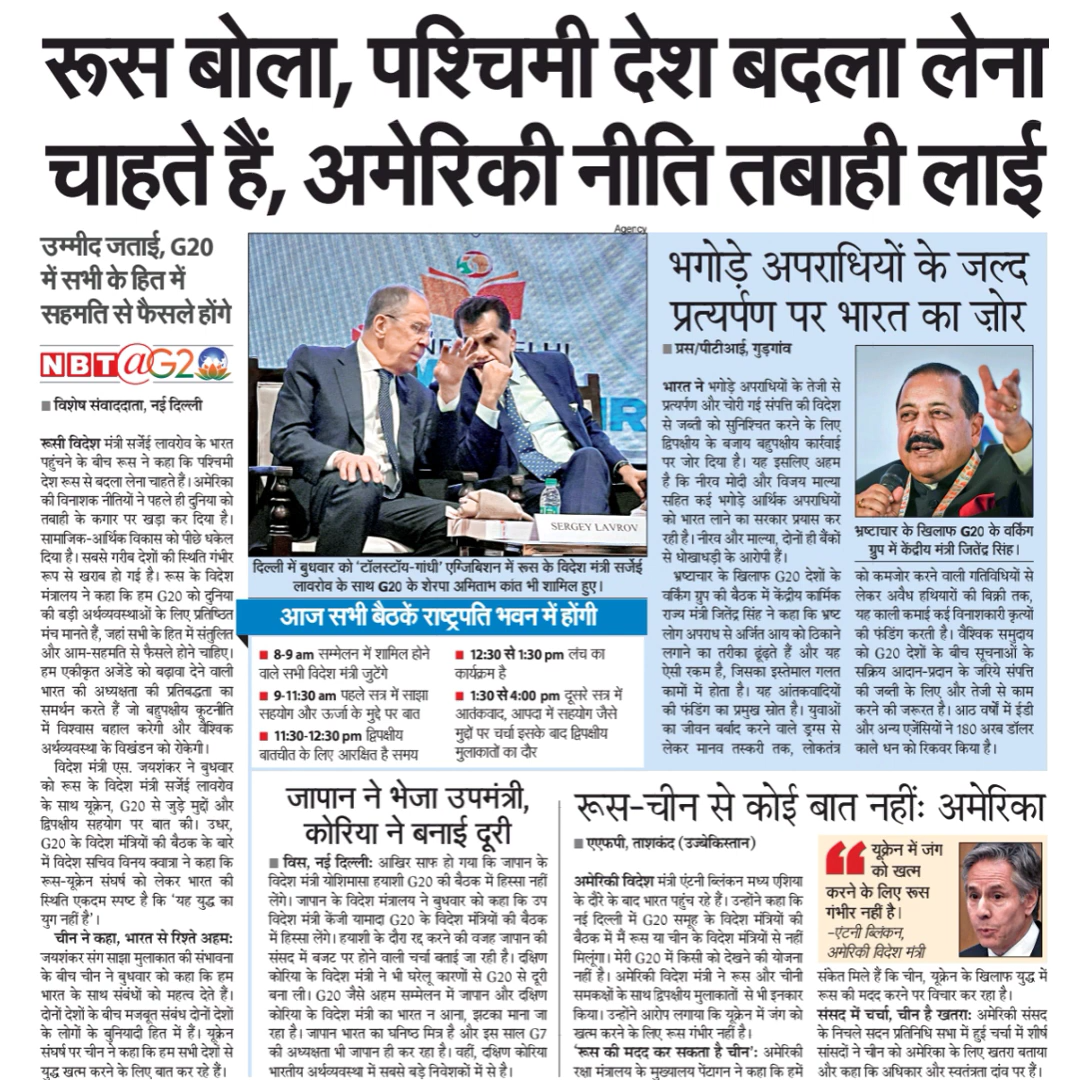 रूस बोला, पश्चिमी देश बदला लेना
चाहते हैं, अमेरिकी नीति तबाही लाई
उम्मीद जताई, G20
में सभी के हित में
सहमति से फैसले होंगे
NBT@G20
■ विशेष संवाददाता, नई दिल्ली
रूसी विदेश मंत्री सर्जेई लावरोव के भारत
पहुंचने के बीच रूस ने कहा कि पश्चिमी
देश रूस से बदला लेना चाहते हैं। अमेरिका
की विनाशक नीतियों ने पहले ही दुनिया को
तबाही के कगार पर खड़ा कर दिया है।
सामाजिक-आर्थिक विकास को पीछे धकेल
दिया है। सबसे गरीब देशों की स्थिति गंभीर
रूप से खराब हो गई है। रूस के विदेश
मंत्रालय ने कहा कि हम G20 को दुनिया
की बड़ी अर्थव्यवस्थाओं के लिए प्रतिष्ठित
मंच मानते हैं, जहां सभी के हित में संतुलित
और आम-सहमति से फैसले होने चाहिए।
हम एकीकृत अजेंडे को बढ़ावा देने वाली
भारत की अध्यक्षता की प्रतिबद्धता का
समर्थन करते हैं जो बहुपक्षीय कूटनीति
में विश्वास बहाल करेगी और वैश्विक
अर्थव्यवस्था के विखंडन को रोकेगी।
विदेश मंत्री एस. जयशंकर ने बुधवार
को रूस के विदेश मंत्री सर्जेई लावरोव
के साथ यूक्रेन, G20 से जुड़े मुद्दों और
द्विपक्षीय सहयोग पर बात की। उधर,
G20 के विदेश मंत्रियों की बैठक के बारे
में विदेश सचिव विनय क्वात्रा ने कहा कि
रूस-यूक्रेन संघर्ष को लेकर भारत की
स्थिति एकदम स्पष्ट है कि 'यह युद्ध का
युग नहीं है'।
चीन ने कहा, भारत से रिश्ते अहम:
जयशंकर संग साझा मुलाकात की संभावना
के बीच चीन ने बुधवार को कहा कि हम
भारत के साथ संबंधों को महत्व देते हैं।
दोनों देशों के बीच मजबूत संबंध दोनों देशों
के लोगों के बुनियादी हित में हैं। यूक्रेन
संघर्ष पर चीन ने कहा कि हम सभी देशों से
युद्ध खत्म करने के लिए बात कर रहे हैं।
Agency
NEW DELHI
SERGEY LAVROV
दिल्ली में बुधवार को 'टॉलस्टॉय-गांधी' एग्जिबिशन में रूस के विदेश मंत्री सर्जेई
लावरोव के साथ G20 के शेरपा अमिताभ कांत भी शामिल हुए।
आज सभी बैठकें राष्ट्रपति भवन में होंगी
■ 8-9 am सम्मेलन में शामिल होने
वाले सभी विदेश मंत्री जुटेंगे
■ 9-11:30 am पहले सत्र में साझा
सहयोग और ऊर्जा के मुद्दे पर बात
■ 11:30-12:30 pm द्विपक्षीय
बातचीत के लिए आरक्षित है समय
■ 12:30 से 1:30 pm लंच का
कार्यक्रम है
■ 1:30 से 4:00 pm दूसरे सत्र में
आतंकवाद, आपदा में सहयोग जैसे
मुद्दों पर चर्चा इसके बाद द्विपक्षीय
मुलाकातों का दौर
भगोड़े अपराधियों के जल्द
प्रत्यर्पण पर भारत का ज़ोर
■ प्रस/पीटीआई, गुड़गांव
भारत ने भगोड़े अपराधियों के तेजी से
प्रत्यर्पण और चोरी गई संपत्ति की विदेश
से जब्ती को सुनिश्चित करने के लिए
द्विपक्षीय के बजाय बहुपक्षीय कार्रवाई
पर जोर दिया है। यह इसलिए अहम
है कि नीरव मोदी और विजय माल्या
सहित कई भगोड़े आर्थिक अपराधियों
को भारत लाने का सरकार प्रयास कर
रही है। नीरव और माल्या, दोनों ही बैंकों
से धोखाधड़ी के आरोपी हैं।
भ्रष्टाचार के खिलाफ G20 देशों के
वर्किंग ग्रुप की बैठक में केंद्रीय कार्मिक
राज्य मंत्री जितेंद्र सिंह ने कहा कि भ्रष्ट
लोग अपराध से अर्जित आय को ठिकाने
लगाने का तरीका ढूंढ़ते हैं और यह
ऐसी रकम है, जिसका इस्तेमाल गलत
कामों में होता है। यह आंतकवादियों
की फंडिंग का प्रमुख स्रोत है। युवाओं
का जीवन बर्बाद करने वाले ड्रग्स से
लेकर मानव तस्करी तक, लोकतंत्र
भ्रष्टाचार के खिलाफ G20 के वर्किंग
ग्रुप में केंद्रीय मंत्री जितेंद्र सिंह।
को कमजोर करने वाली गतिविधियों से
लेकर अवैध हथियारों की बिक्री तक,
यह काली कमाई कई विनाशकारी कृत्यों
की फंडिंग करती है। वैश्विक समुदाय
को G20 देशों के बीच सूचनाओं के
सक्रिय आदान-प्रदान के जरिये संपत्ति
की जब्ती के लिए और तेजी से काम
करने की जरूरत है। आठ वर्षों में ईडी
और अन्य एजेंसियों ने 180 अरब डॉलर
काले धन को रिकवर किया है।
जापान ने भेजा उपमंत्री,
कोरिया ने बनाई दूरी
■ विस, नई दिल्ली: अखिर साफ हो गया कि जापान के
विदेश मंत्री योशिमासा हयाशी G20 की बैठक में हिस्सा नहीं
लेंगे। जापान के विदेश मंत्रालय ने बुधवार को कहा कि उप
विदेश मंत्री केंजी यामादा G20 के विदेश मंत्रियों की बैठक
में हिस्सा लेंगे। हयाशी के दौरा रद्द करने की वजह जापान की
संसद में बजट पर होने वाली चर्चा बताई जा रही है। दक्षिण
कोरिया के विदेश मंत्री ने भी घरेलू कारणों से G20 से दूरी
बना ली। G20 जैसे अहम सम्मेलन में जापान और दक्षिण
कोरिया के विदेश मंत्री का भारत न आना, झटका माना जा
रहा है। जापान भारत का घनिष्ठ मित्र है और इस साल G7
की अध्यक्षता भी जापान ही कर रहा है। वहीं, दक्षिण कोरिया
भारतीय अर्थव्यवस्था में सबसे बड़े निवेशकों में से है।
रूस-चीन से कोई बात नहीं: अमेरिका
■ एएफपी, ताशकंद (उज्बेकिस्तान)
अमेरिकी विदेश मंत्री एंटनी ब्लिंकन मध्य एशिया
के दौरे के बाद भारत पहुंच रहे हैं। उन्होंने कहा कि
नई दिल्ली में G20 समूह के विदेश मंत्रियों की
बैठक में मैं रूस या चीन के विदेश मंत्रियों से नहीं
मिलूंगा। मेरी G20 में किसी को देखने की योजना
नहीं है। अमेरिकी विदेश मंत्री ने रूस और चीनी
समकक्षों के साथ द्विपक्षीय मुलाकातों से भी इनकार
किया। उन्होंने आरोप लगाया कि यूक्रेन में जंग को
खत्म करने के लिए रूस गंभीर नहीं है।
'रूस की मदद कर सकता है चीन': अमेरिकी
रक्षा मंत्रालय के मुख्यालय पेंटागन ने कहा कि हमें
यूक्रेन में जंग
को खत्म
करने के लिए रूस
गंभीर नहीं है।
-एंटनी ब्लिंकन,
अमेरिकी विदेश मंत्री
संकेत मिले हैं कि चीन, यूक्रेन के खिलाफ युद्ध में
रूस की मदद करने पर विचार कर रहा है।
संसद में चर्चा, चीन है खतरा: अमेरिकी संसद
के निचले सदन प्रतिनिधि सभा में हुई चर्चा में शीर्ष
सांसदों ने चीन को अमेरिका के लिए खतरा बताया
और कहा कि अधिकार और स्वतंत्रता दांव पर हैं।